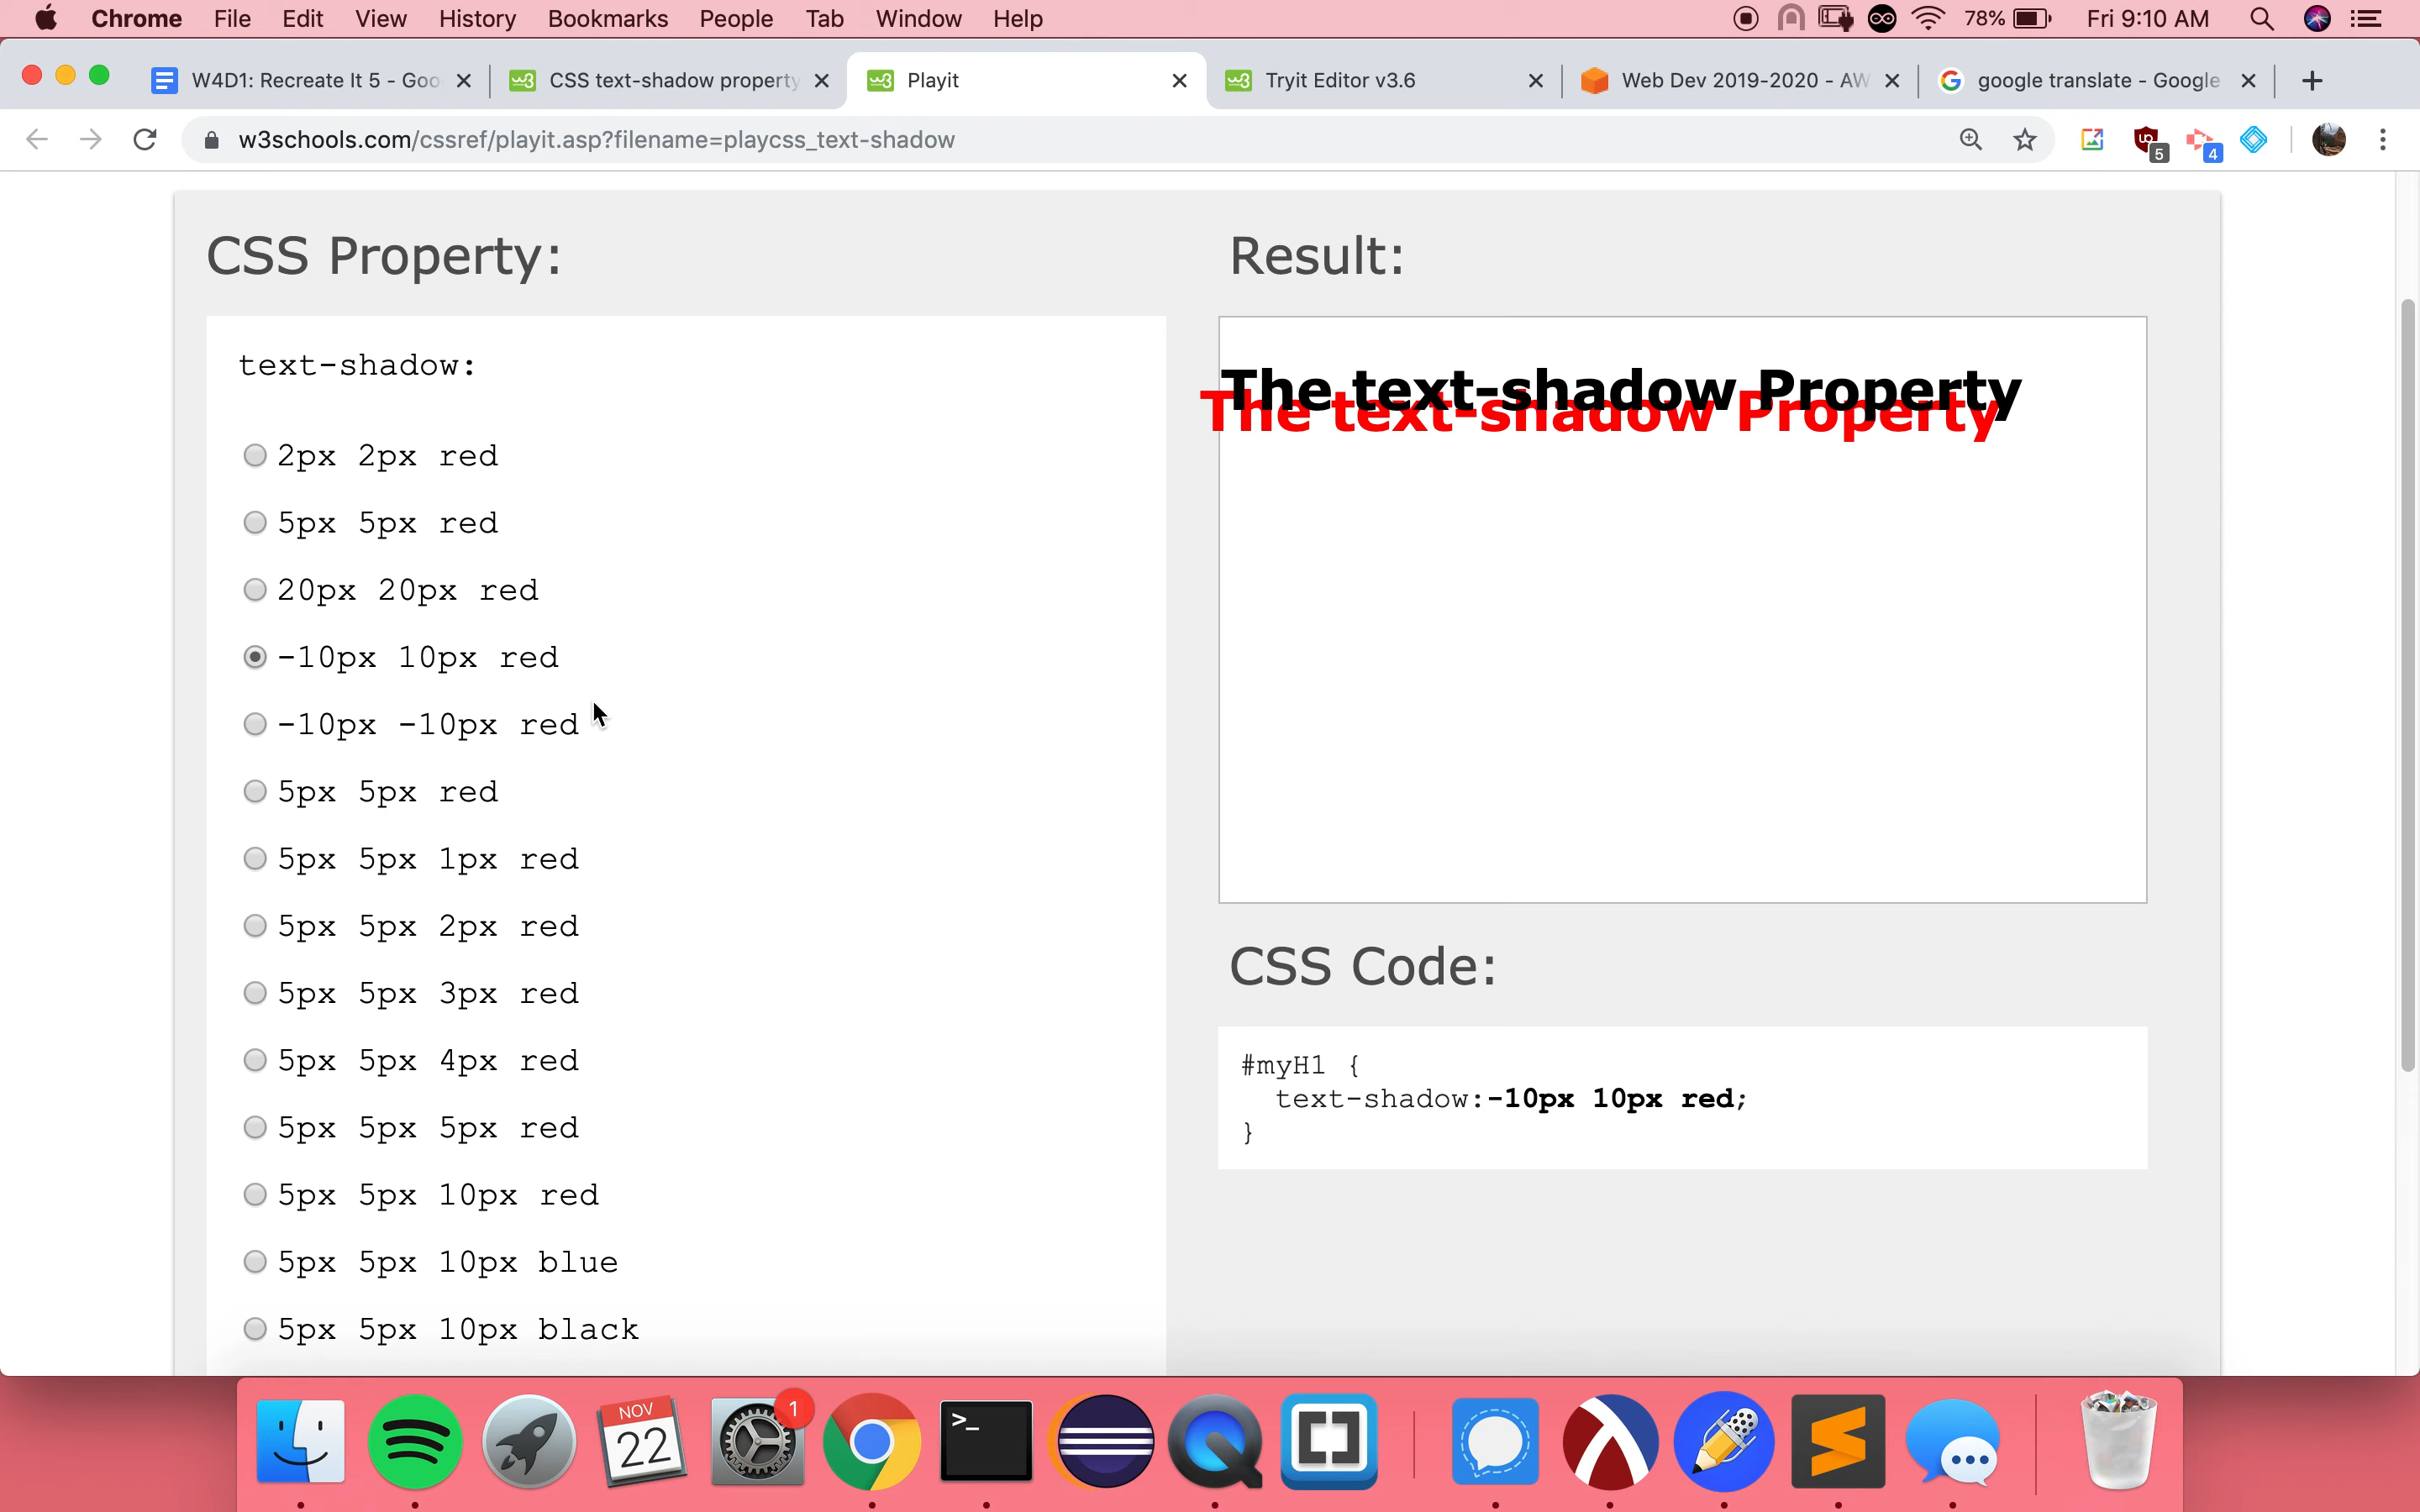 Chrome File Edit View History Bookmarks People Tab Window Help 78% Fri 9:10 AM
W4D1: Recreate It 5 - Goo CSS text-shadow property Playit Tryit Editor v3.6 Web Dev 2019-2020 - AW google translate - Google
w3schools.com/cssref/playit.asp?filename=playcss_text-shadow 5 4
CSS Property:
text-shadow:
2px 2px red
5px 5px red
20px 20px red
-10px 10px red
-10px -10px red
5px 5px red
5px 5px 1px red
5px 5px 2px red
5px 5px 3px red
5px 5px 4px red
5px 5px 5px red
5px 5px 10px red
5px 5px 10px blue
5px 5px 10px black
Result:
The text-shadow Property
CSS Code:
#myH1 {
text-shadow:-10px 10px red;
}
NOV
22
1
>_